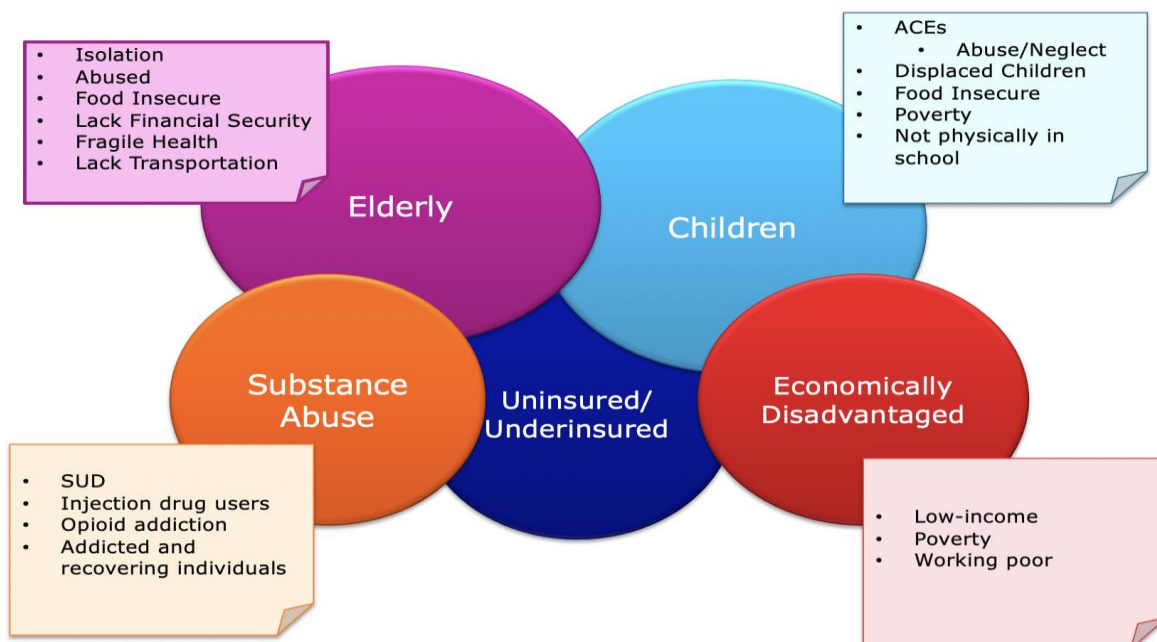 • Isolation
• Abused
• Food Insecure
• Lack Financial Security
• Fragile Health
• Lack Transportation
• ACEs
• Abuse/Neglect
• Displaced Children
• Food Insecure
• Poverty
• Not physically in
school
Elderly
Children
Substance
Abuse
Uninsured/
Underinsured
Economically
Disadvantaged
• SUD
• Injection drug users
• Opioid addiction
• Addicted and
recovering individuals
• Low-income
• Poverty
• Working poor